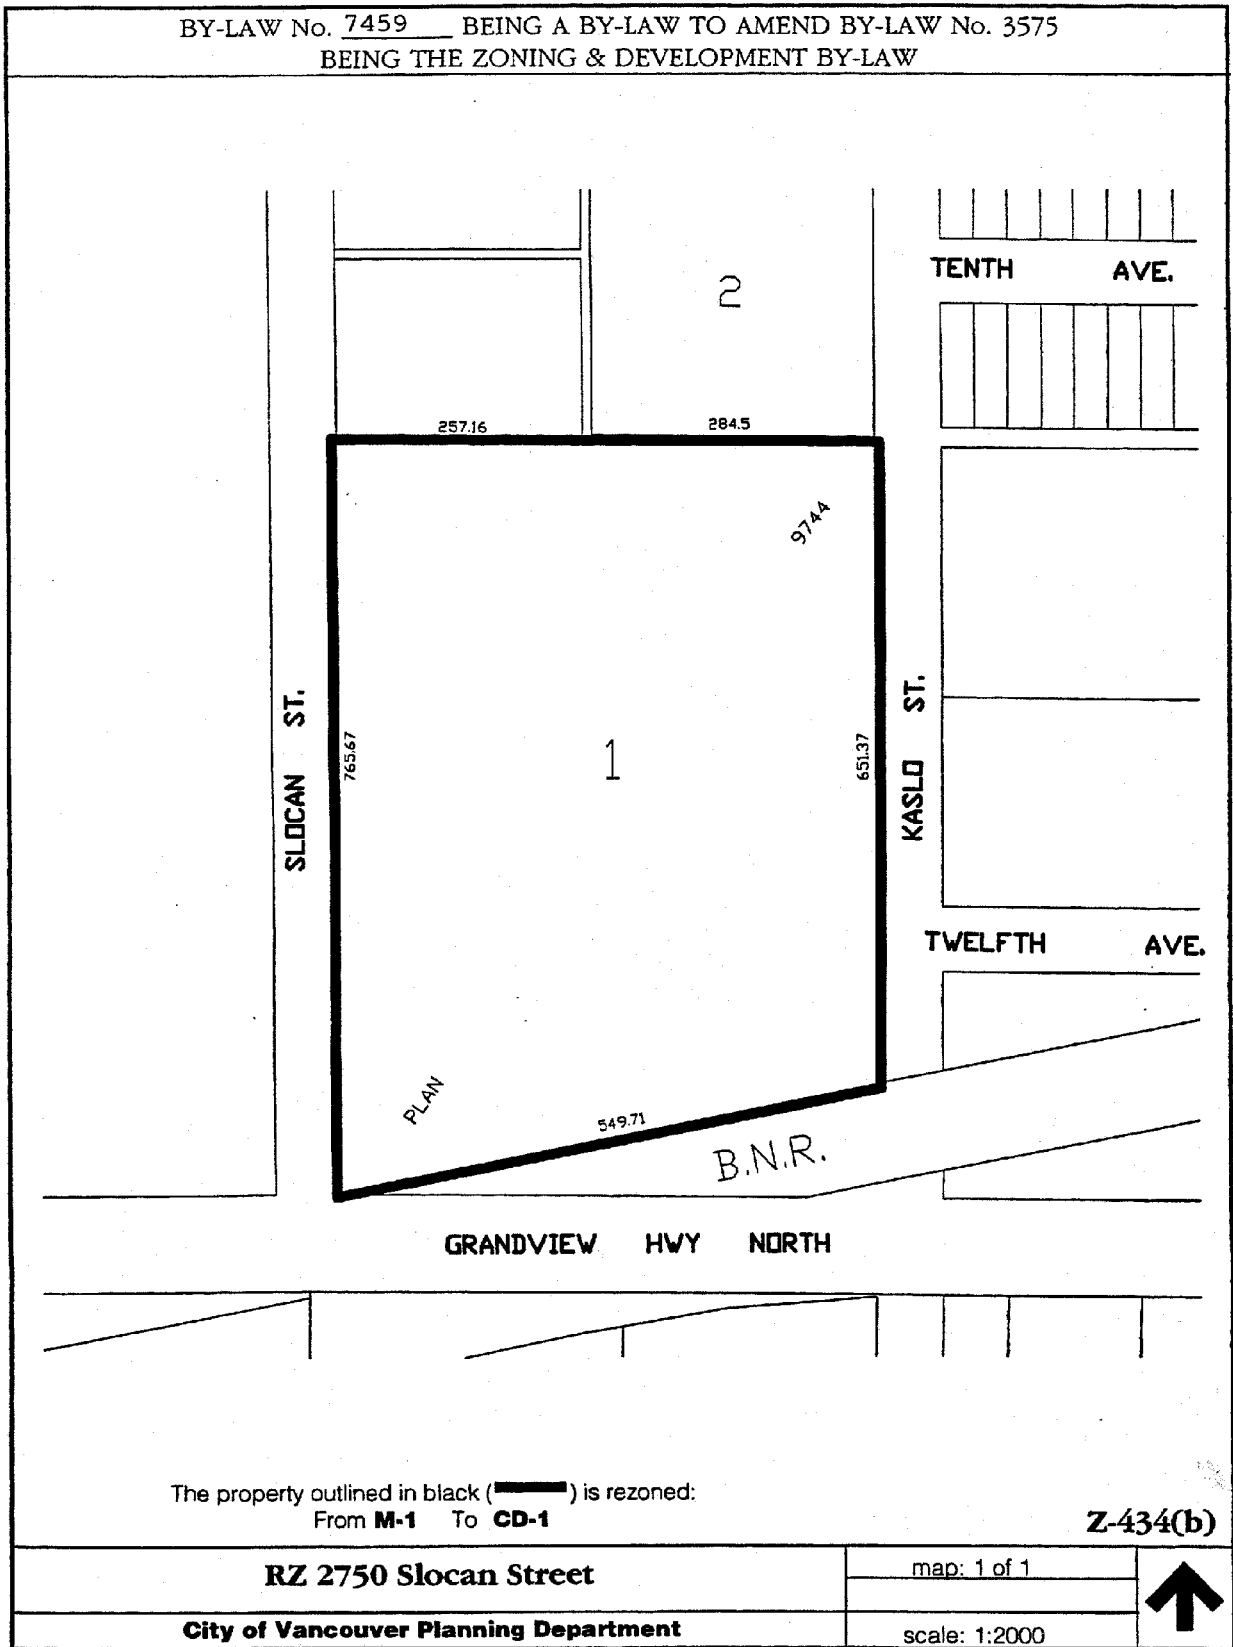 BY-LAW No. 7459 BEING A BY-LAW TO AMEND BY-LAW No. 3575
BEING THE ZONING & DEVELOPMENT BY-LAW
TENTH AVE.
2
257.16
284.5
9744
SLOCAN ST.
765.67
1
651.37
KASLO ST.
TWELFTH AVE.
PLAN
549.71
B.N.R.
GRANDVIEW HWY NORTH
The property outlined in black ( ) is rezoned:
From M-1 To CD-1
Z-434(b)
RZ 2750 Slocan Street
map: 1 of 1
City of Vancouver Planning Department
scale: 1:2000